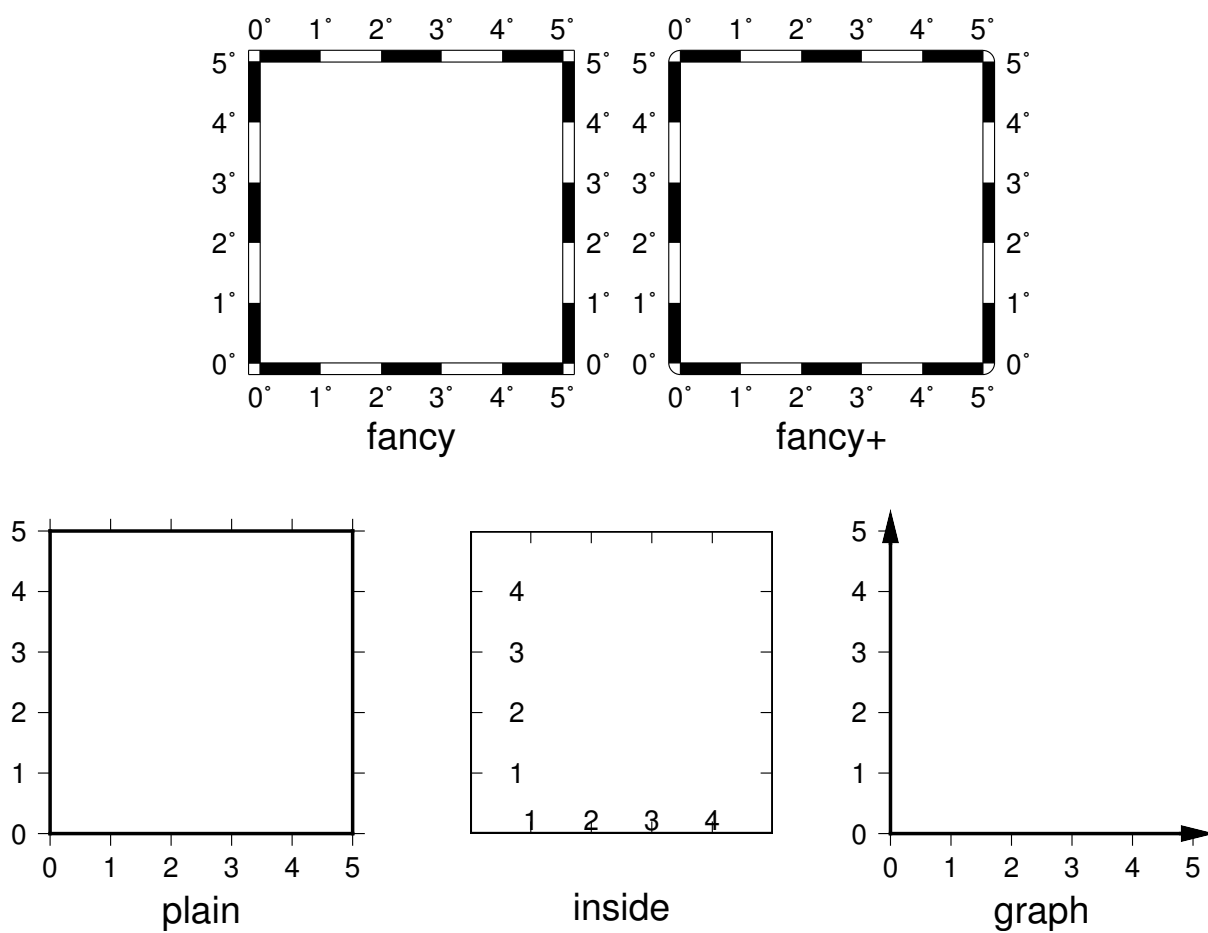 0° 1° 2° 3° 4° 5° 0° 1° 2° 3° 4° 5°
5° 5° 5° 5°
4° 4° 4° 4°
3° 3° 3° 3°
2° 2° 2° 2°
1° 1° 1° 1°
0° 0° 0° 0°
0° 1° 2° 3° 4° 5° 0° 1° 2° 3° 4° 5°
fancy fancy+
5 5
4 4 4
3 3 3
2 2 2
1 1 1
1 2 3 4
0 0
0 1 2 3 4 5 0 1 2 3 4 5
plain inside graph